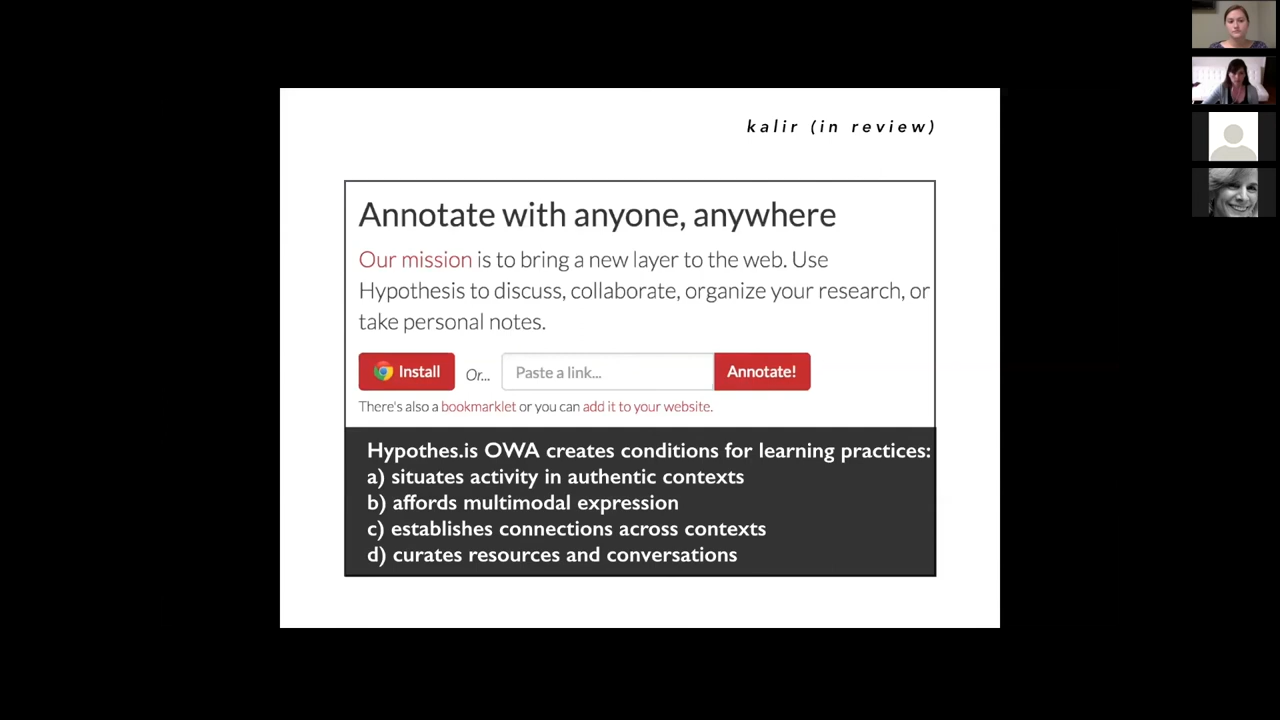 kalir (in review)
Annotate with anyone, anywhere
Our mission is to bring a new layer to the web. Use
Hypothesis to discuss, collaborate, organize your research, or
take personal notes.
Install Or... Paste a link... Annotate!
There's also a bookmarklet or you can add it to your website.
Hypothes.is OWA creates conditions for learning practices:
a) situates activity in authentic contexts
b) affords multimodal expression
c) establishes connections across contexts
d) curates resources and conversations